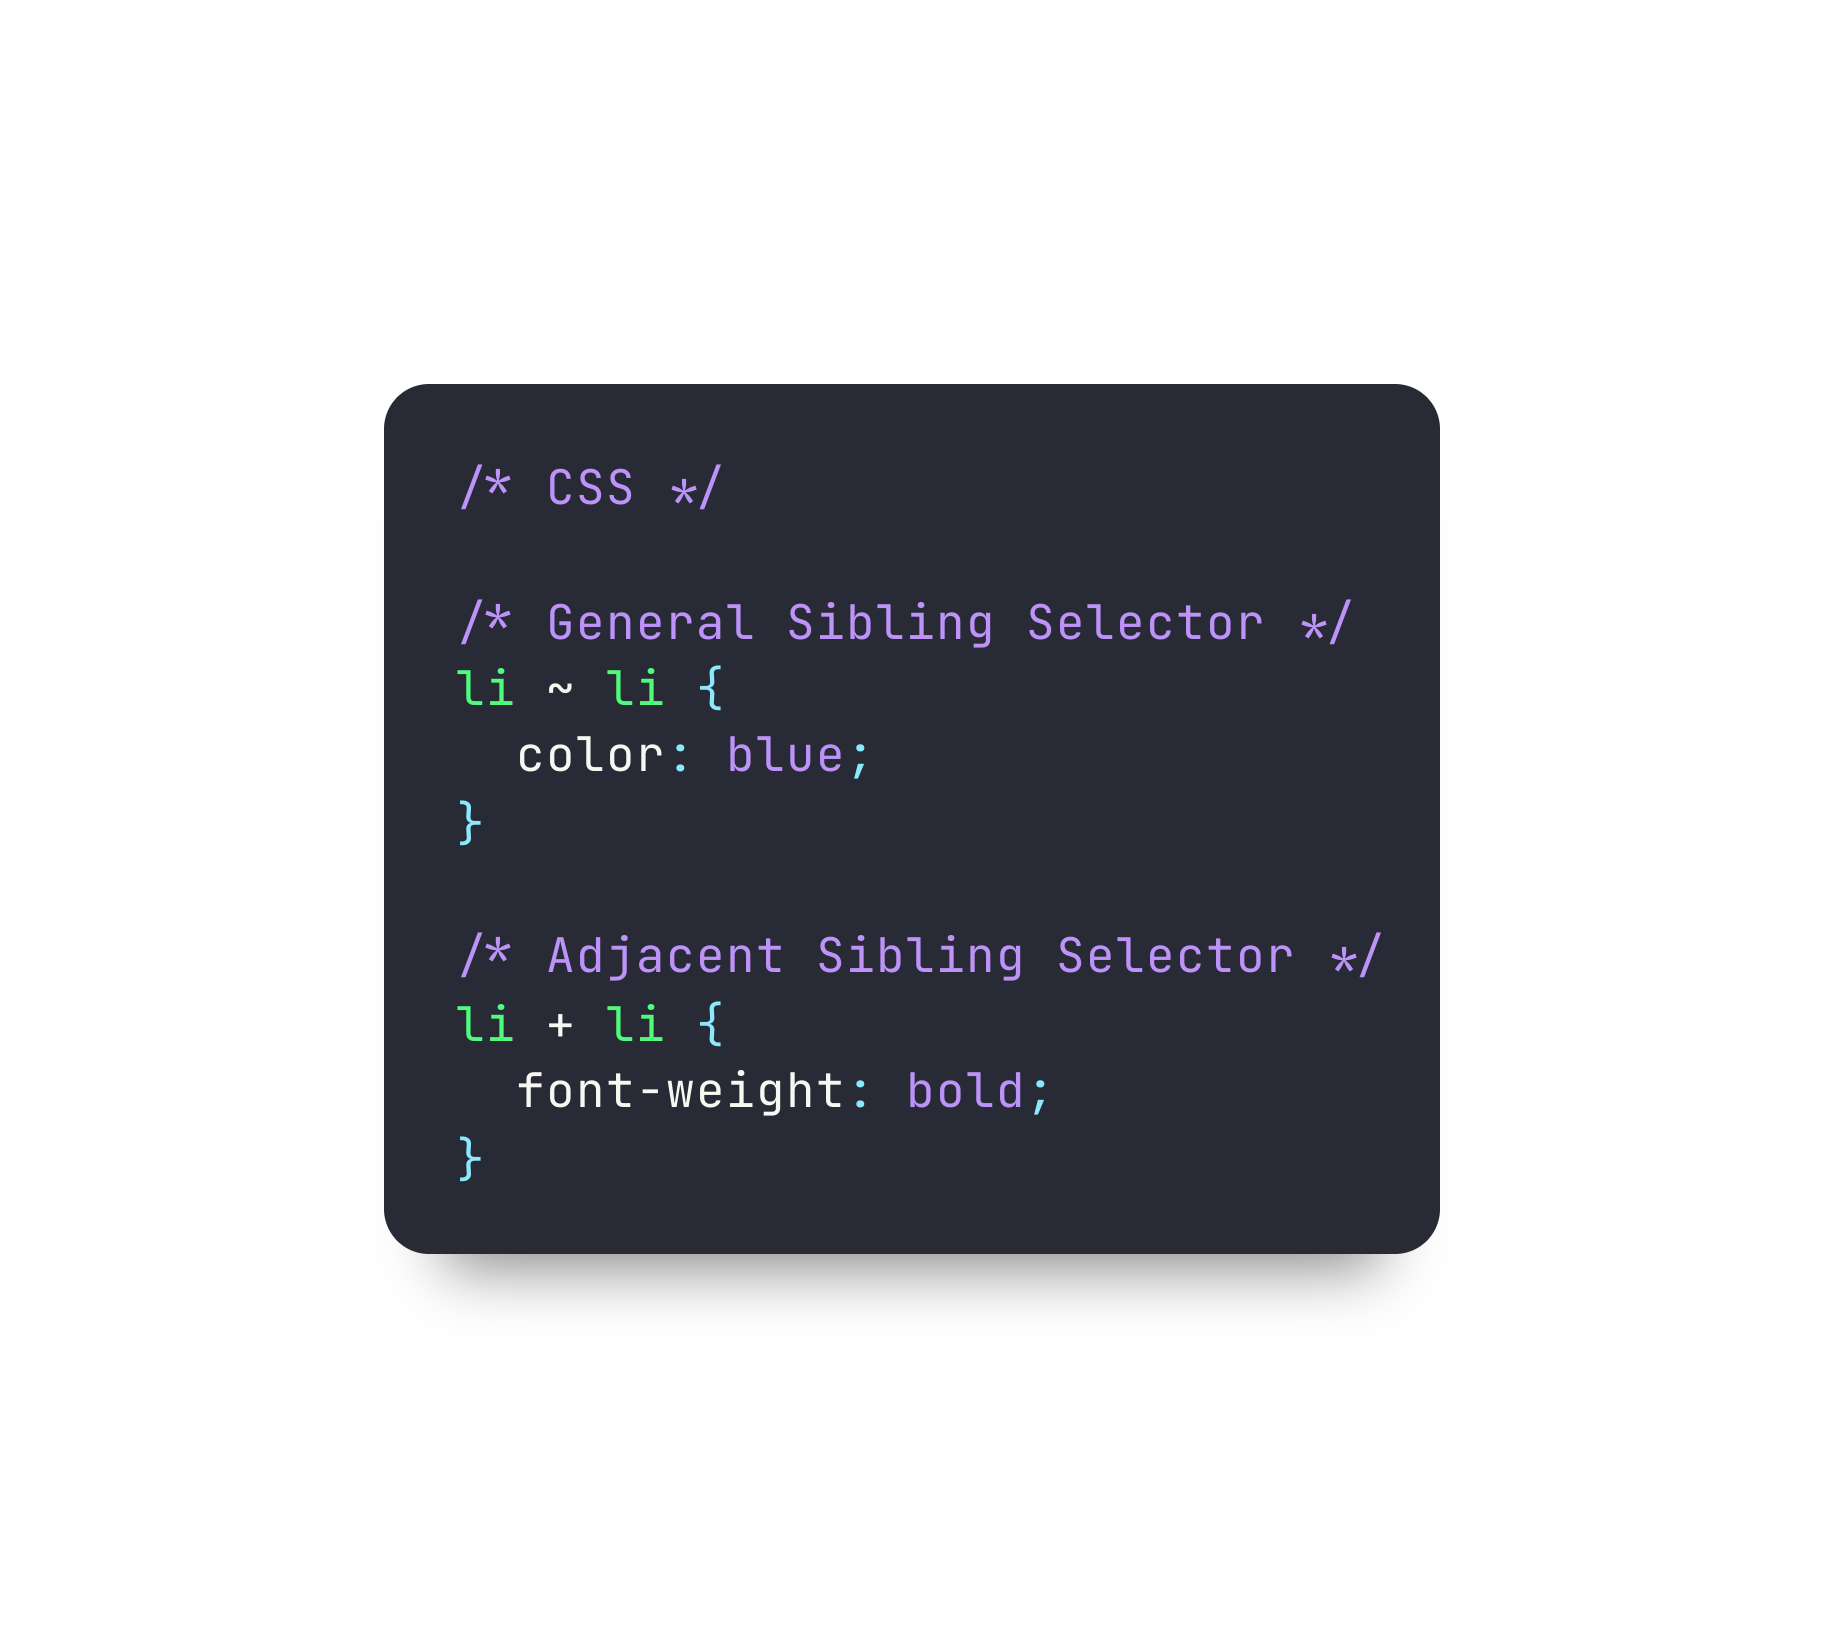 /* CSS */
/* General Sibling Selector */
li ~ li {
  color: blue;
}
/* Adjacent Sibling Selector */
li + li {
  font-weight: bold;
}